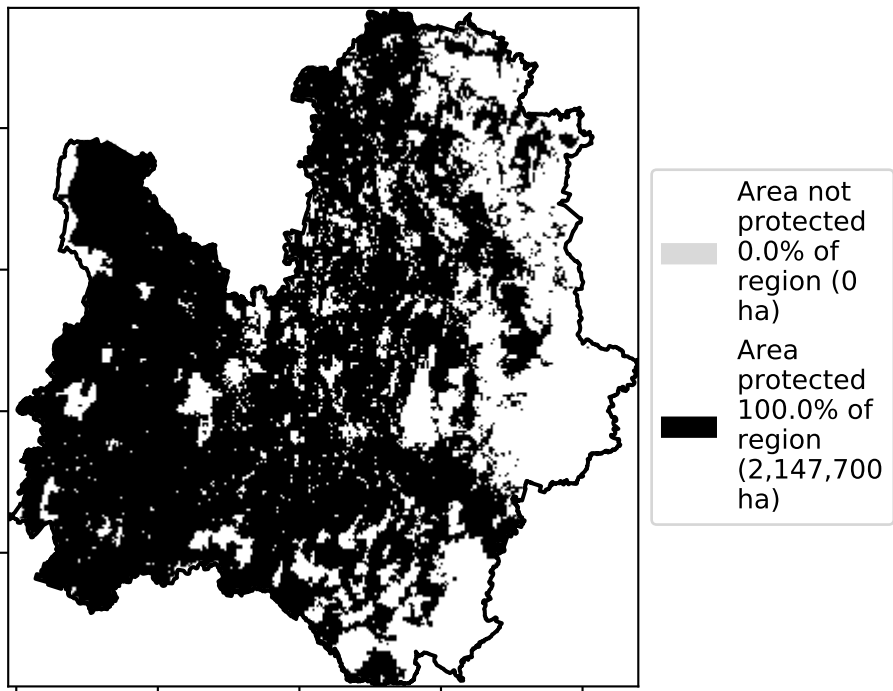 Area not
protected
0.0% of
region (0
ha)
Area
protected
100.0% of
region
(2,147,700
ha)